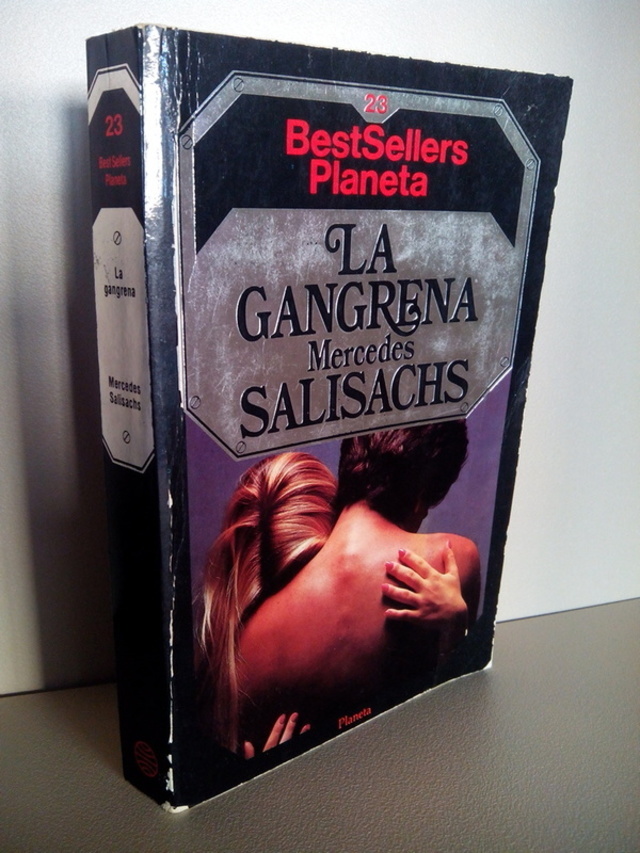 23
BestSellers
Planeta
La
gangrena
Mercedes
Salisachs
23
BestSellers
Planeta
LA
GANGRENA
Mercedes
SALISACHS
Planeta